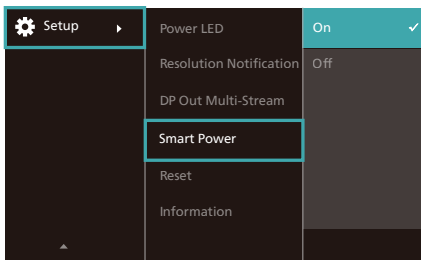 Setup
Power LED
On
Resolution Notification
Off
DP Out Multi-Stream
Smart Power
Reset
Information